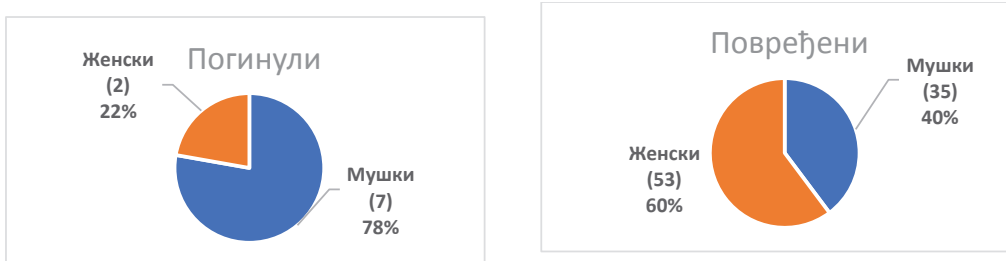 Погинули
Женски
(2)
22%
Мушки
(7)
78%
Повређени
Мушки
(35)
40%
Женски
(53)
60%